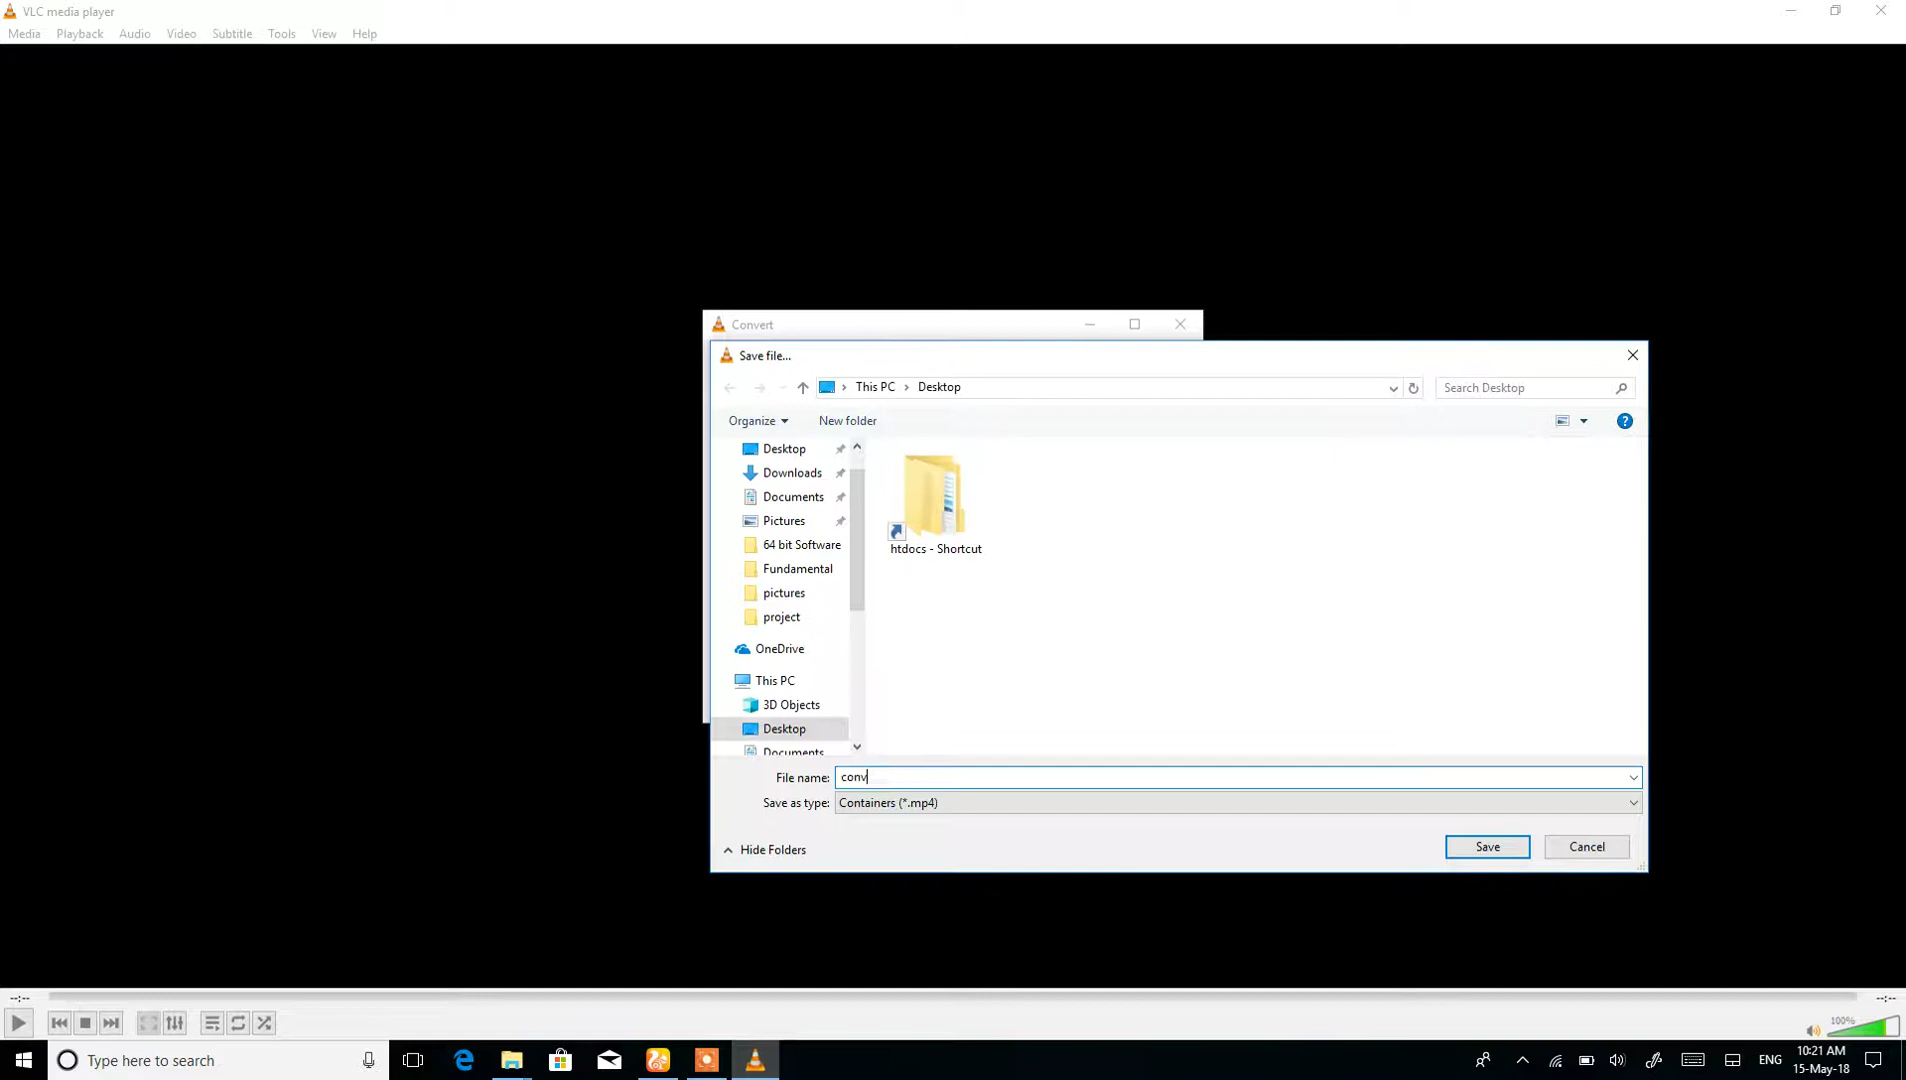 VLC media player
Media Playback Audio Video Subtitle Tools View Help
Convert
Save file...
This PC Desktop
Search Desktop
Organize New folder
Desktop
Downloads
Documents
Pictures
64 bit Software
Fundamental
pictures
project
OneDrive
This PC
3D Objects
Desktop
Documents
htdocs - Shortcut
File name: conv
Save as type: Containers (*.mp4)
Hide Folders
Save Cancel
--:-- --:--
100%
Type here to search
ENG
10:21 AM
15-May-18